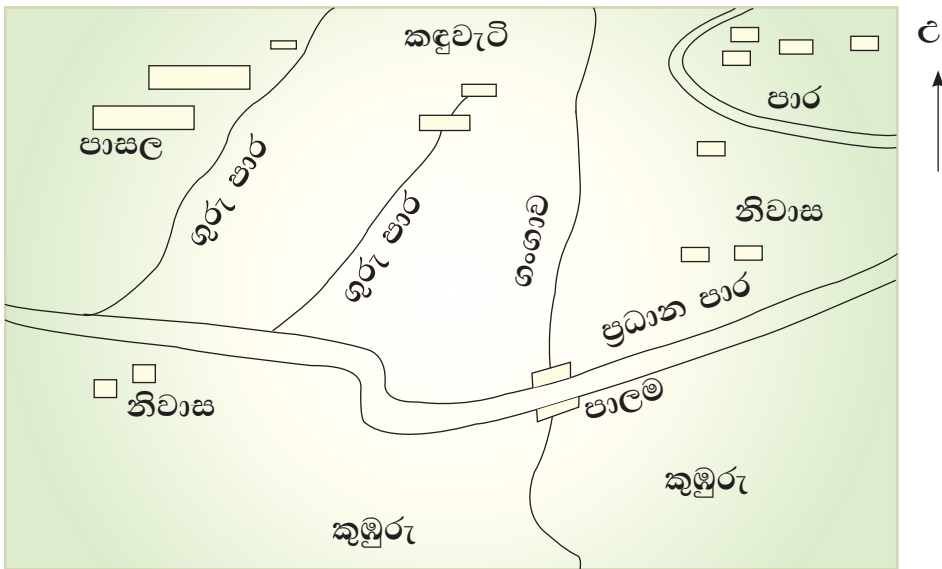 කඳුවැටි
උ
පාර
පාසල
ගුරු පාර
ගුරු පාර
ගංගාව
නිවාස
ප්‍රධාන පාර
නිවාස
පාලම
කුඹුරු
කුඹුරු